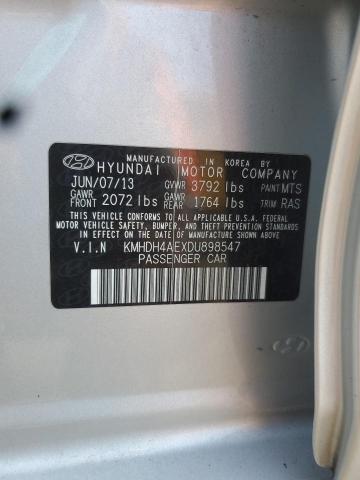 MANUFACTURED IN KOREA BY
HYUNDAI MOTOR COMPANY
JUN/07/13 GVWR 3792 lbs PAINT MTS
GAWR FRONT 2072 lbs GAWR REAR 1764 lbs TRIM RAS
THIS VEHICLE CONFORMS TO ALL APPLICABLE U.S.A. FEDERAL
MOTOR VEHICLE SAFETY, BUMPER, AND THEFT PREVENTION
STANDARDS IN EFFECT ON THE DATE OF MANUFACTURE SHOWN ABOVE.
V.I.N KMHDH4AEXDU898547
PASSENGER CAR